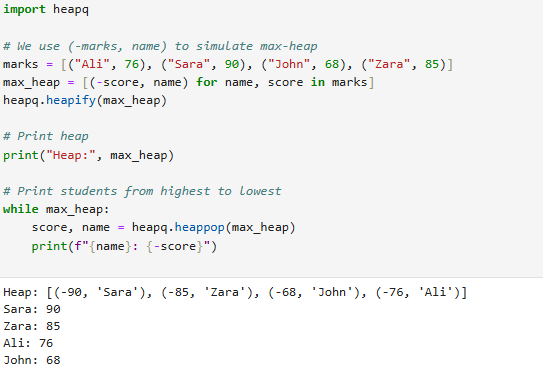 import heapq
# We use (-marks, name) to simulate max-heap
marks = [("Ali", 76), ("Sara", 90), ("John", 68), ("Zara", 85)]
max_heap = [(-score, name) for name, score in marks]
heapq.heapify(max_heap)
# Print heap
print("Heap:", max_heap)
# Print students from highest to lowest
while max_heap:
    score, name = heapq.heappop(max_heap)
    print(f"{name}: {-score}")
Heap: [(-90, 'Sara'), (-85, 'Zara'), (-68, 'John'), (-76, 'Ali')]
Sara: 90
Zara: 85
Ali: 76
John: 68